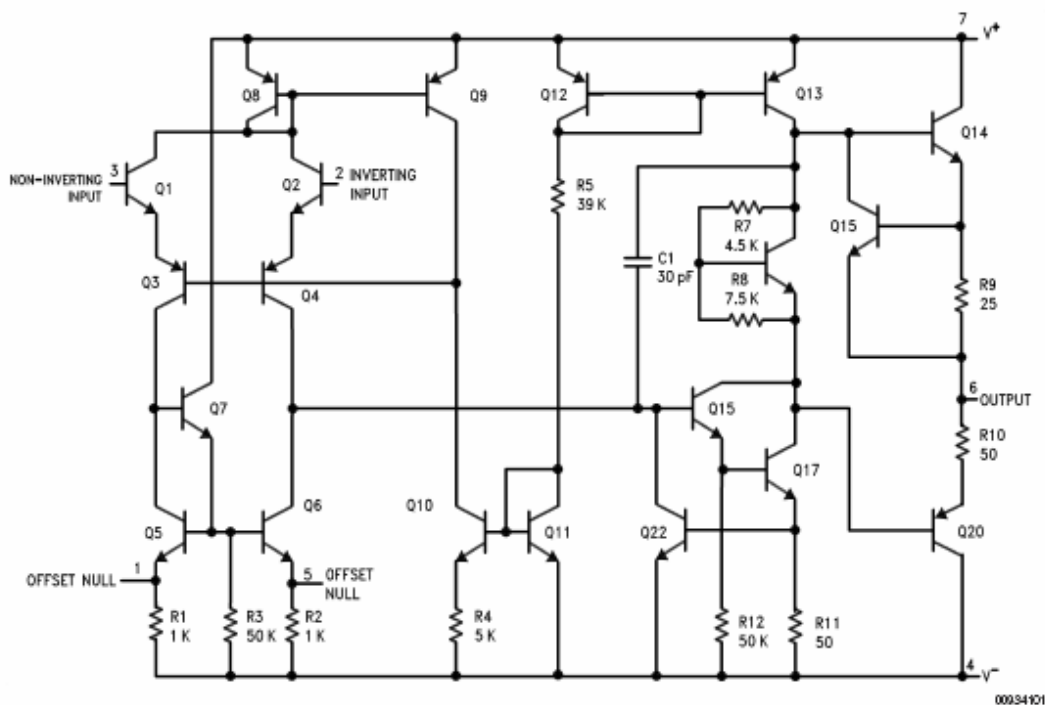 7
V+
Q8
Q9
Q12
Q13
Q14
3
NON-INVERTING
INPUT
Q1
Q2
2 INVERTING
INPUT
R5
39 K
R7
4.5 K
Q15
C1
30 pF
R8
7.5 K
R9
25
Q3
Q4
Q7
Q15
6
OUTPUT
R10
50
Q17
Q5
Q6
Q10
Q11
Q22
Q20
1
OFFSET NULL
5
OFFSET
NULL
R1
1 K
R3
50 K
R2
1 K
R4
5 K
R12
50 K
R11
50
4
V-
00934101